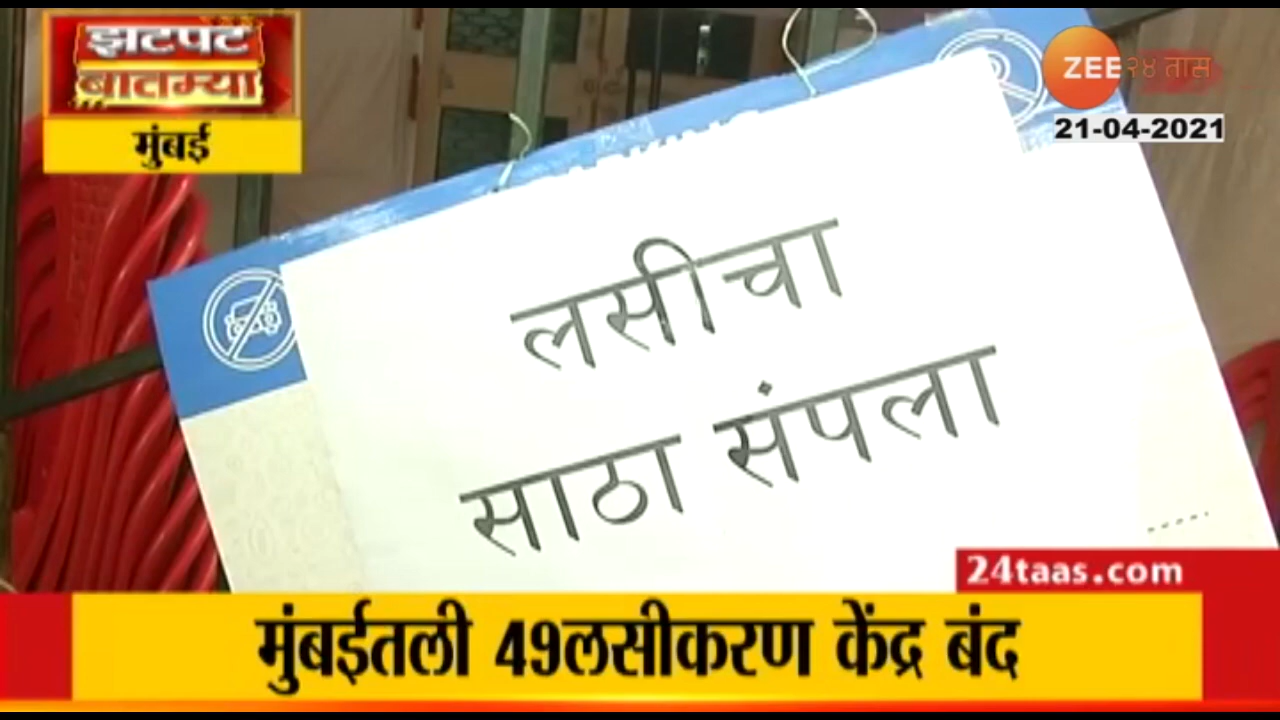 झटपट
बातम्या
मुंबई
ZEE २४ तास
21-04-2021
लसीचा
साठा संपला
24taas.com
मुंबईतली 49लसीकरण केंद्र बंद